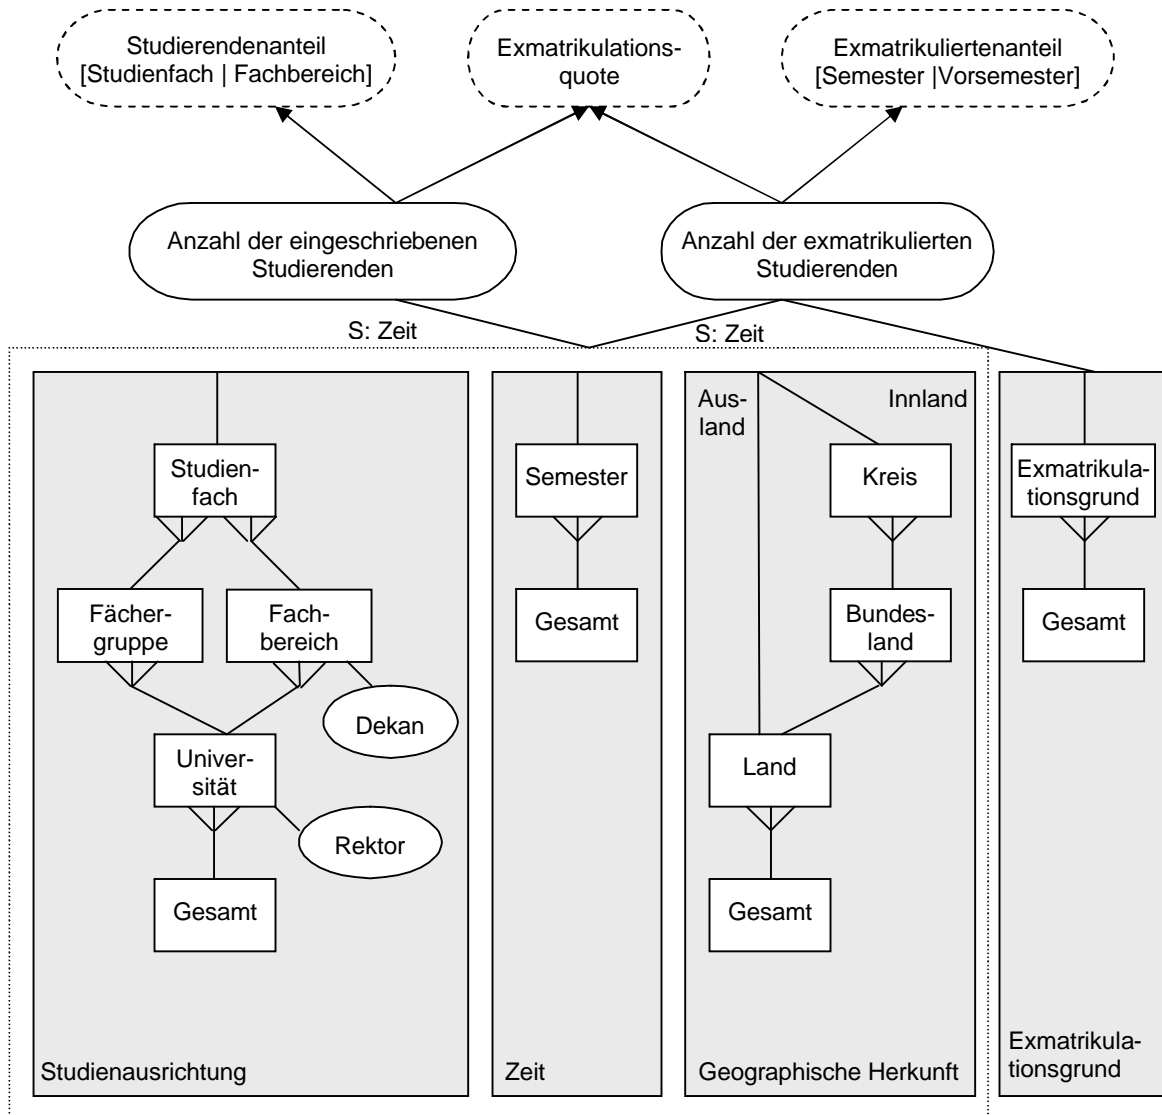 Studierendenanteil
[Studienfach | Fachbereich]
Exmatrikulations-
quote
Exmatrikuliertenanteil
[Semester |Vorsemester]
Anzahl der eingeschriebenen
Studierenden
Anzahl der exmatrikulierten
Studierenden
S: Zeit
S: Zeit
Studien-
fach
Fächer-
gruppe
Fach-
bereich
Dekan
Univer-
sität
Rektor
Gesamt
Studienausrichtung
Semester
Gesamt
Zeit
Aus-
land
Innland
Kreis
Bundes-
land
Land
Gesamt
Geographische Herkunft
Exmatrikula-
tionsgrund
Gesamt
Exmatrikula-
tionsgrund